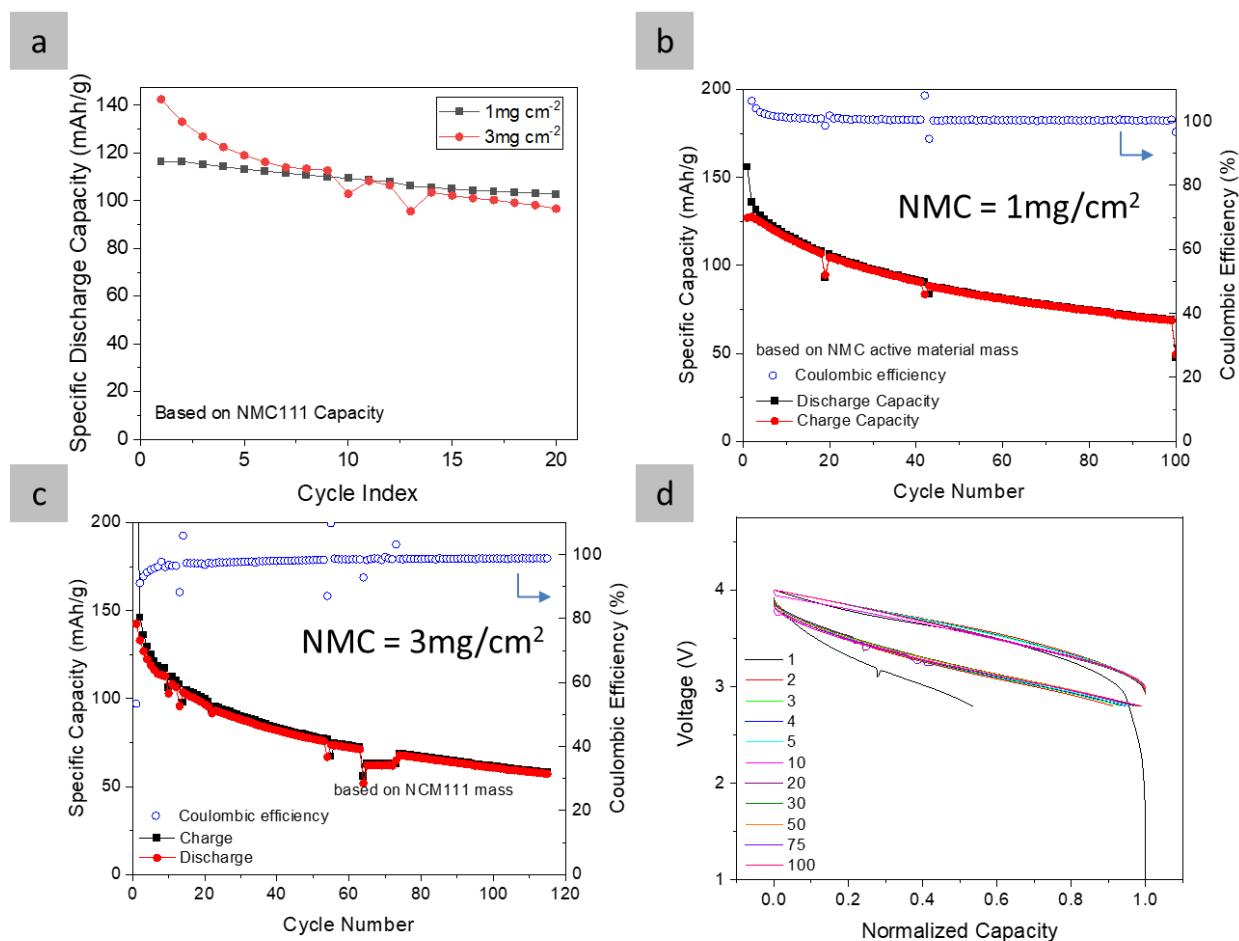 a
Specific Discharge Capacity (mAh/g)
140
120
100
80
60
40
20
0
1mg cm-2
3mg cm-2
Based on NMC111 Capacity
0
5
10
15
20
Cycle Index
b
Specific Capacity (mAh/g)
200
150
100
50
0
NMC = 1mg/cm2
based on NMC active material mass
Coulombic efficiency
Discharge Capacity
Charge Capacity
0
20
40
60
80
100
Cycle Number
100
80
60
40
20
0
Coulombic Efficiency (%)
c
Specific Capacity (mAh/g)
200
150
100
50
0
NMC = 3mg/cm2
based on NCM111 mass
Coulombic efficiency
Charge
Discharge
0
20
40
60
80
100
120
Cycle Number
100
80
60
40
20
0
Coulombic Efficiency (%)
d
Voltage (V)
4
3
2
1
1
2
3
4
5
10
20
30
50
75
100
0.0
0.2
0.4
0.6
0.8
1.0
Normalized Capacity